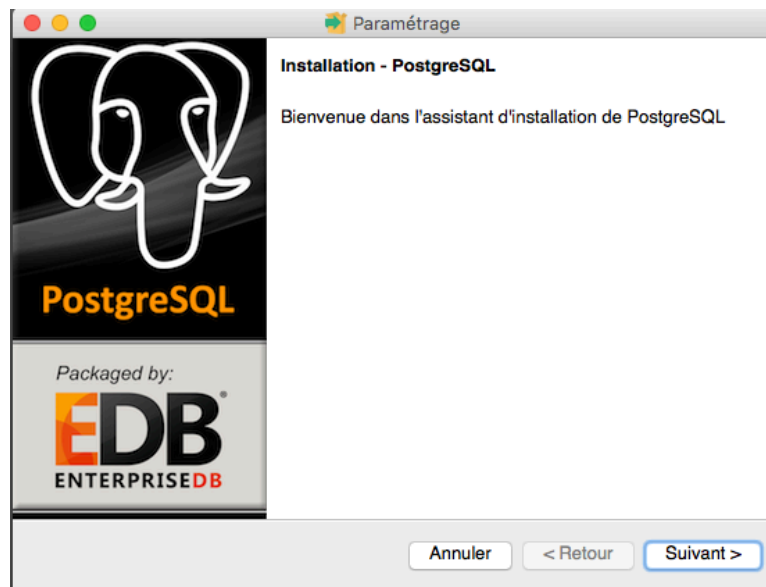 Paramétrage
Installation - PostgreSQL
Bienvenue dans l'assistant d'installation de PostgreSQL
PostgreSQL
Packaged by:
EDB
ENTERPRISEDB
Annuler
< Retour
Suivant >